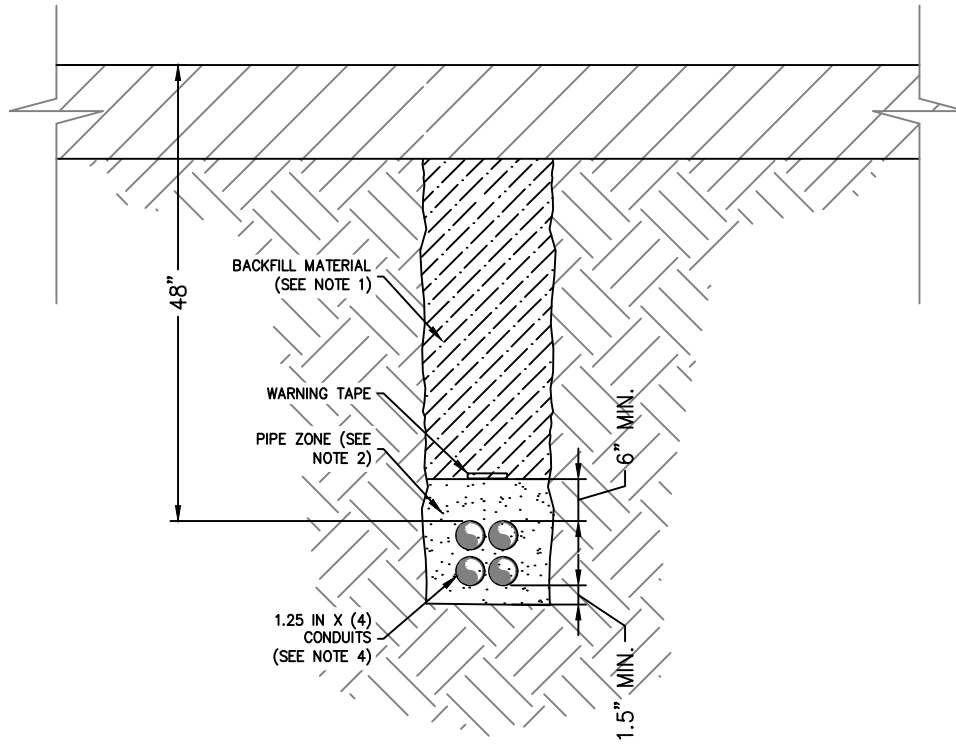 48"
BACKFILL MATERIAL
(SEE NOTE 1)
WARNING TAPE
PIPE ZONE (SEE
NOTE 2)
6" MIN.
1.25 IN X (4)
CONDUITS
(SEE NOTE 4)
1.5" MIN.